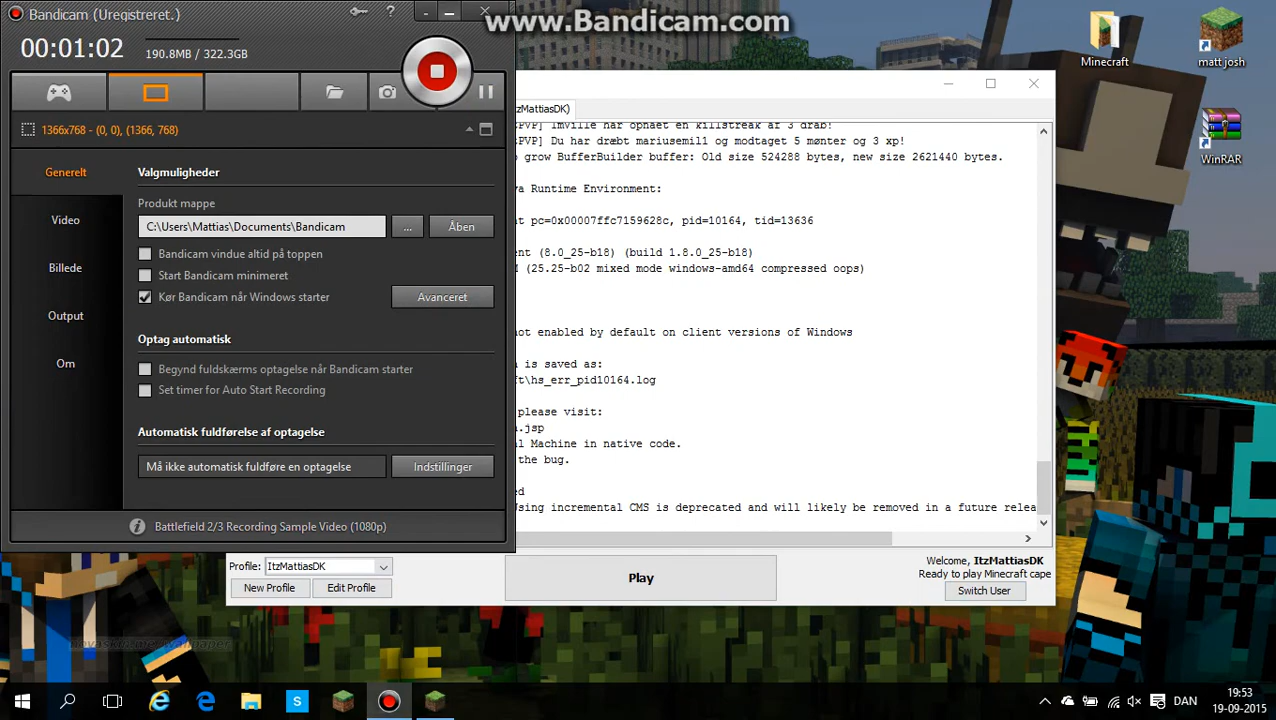 Bandicam (Uregistreret.)
www.Bandicam.com
00:01:02
190.8MB / 322.3GB
1366x768 - (0, 0), (1366, 768)
Generelt
Video
Billede
Output
Om
Valgmuligheder
Produkt mappe
C:\Users\Mattias\Documents\Bandicam
...
Åben
Bandicam vindue altid på toppen
Start Bandicam minimeret
Kør Bandicam når Windows starter
Avanceret
Optag automatisk
Begynd fuldskærms optagelse når Bandicam starter
Set timer for Auto Start Recording
Automatisk fuldførelse af optagelse
Må ikke automatisk fuldføre en optagelse
Indstillinger
Battlefield 2/3 Recording Sample Video (1080p)
tzMattiasDK)
PVP] Imville har opnået en killstreak af 3 drab!
PVP] Du har dræbt mariusemil1 og modtaget 5 mønter og 3 xp!
o grow BufferBuilder buffer: Old size 524288 bytes, new size 2621440 bytes.
va Runtime Environment:
t pc=0x00007ffc7159628c, pid=10164, tid=13636
ent (8.0_25-b18) (build 1.8.0_25-b18)
M (25.25-b02 mixed mode windows-amd64 compressed oops)
not enabled by default on client versions of Windows
n is saved as:
ft\hs_err_pid10164.log
please visit:
h.jsp
l Machine in native code.
the bug.
ed
Using incremental CMS is deprecated and will likely be removed in a future relea
Profile:
ItzMattiasDK
New Profile
Edit Profile
Play
Welcome, ItzMattiasDK
Ready to play Minecraft cape
Switch User
Minecraft
matt.josh
WinRAR
novaskin.me/wallpaper
DAN
19:53
19-09-2015